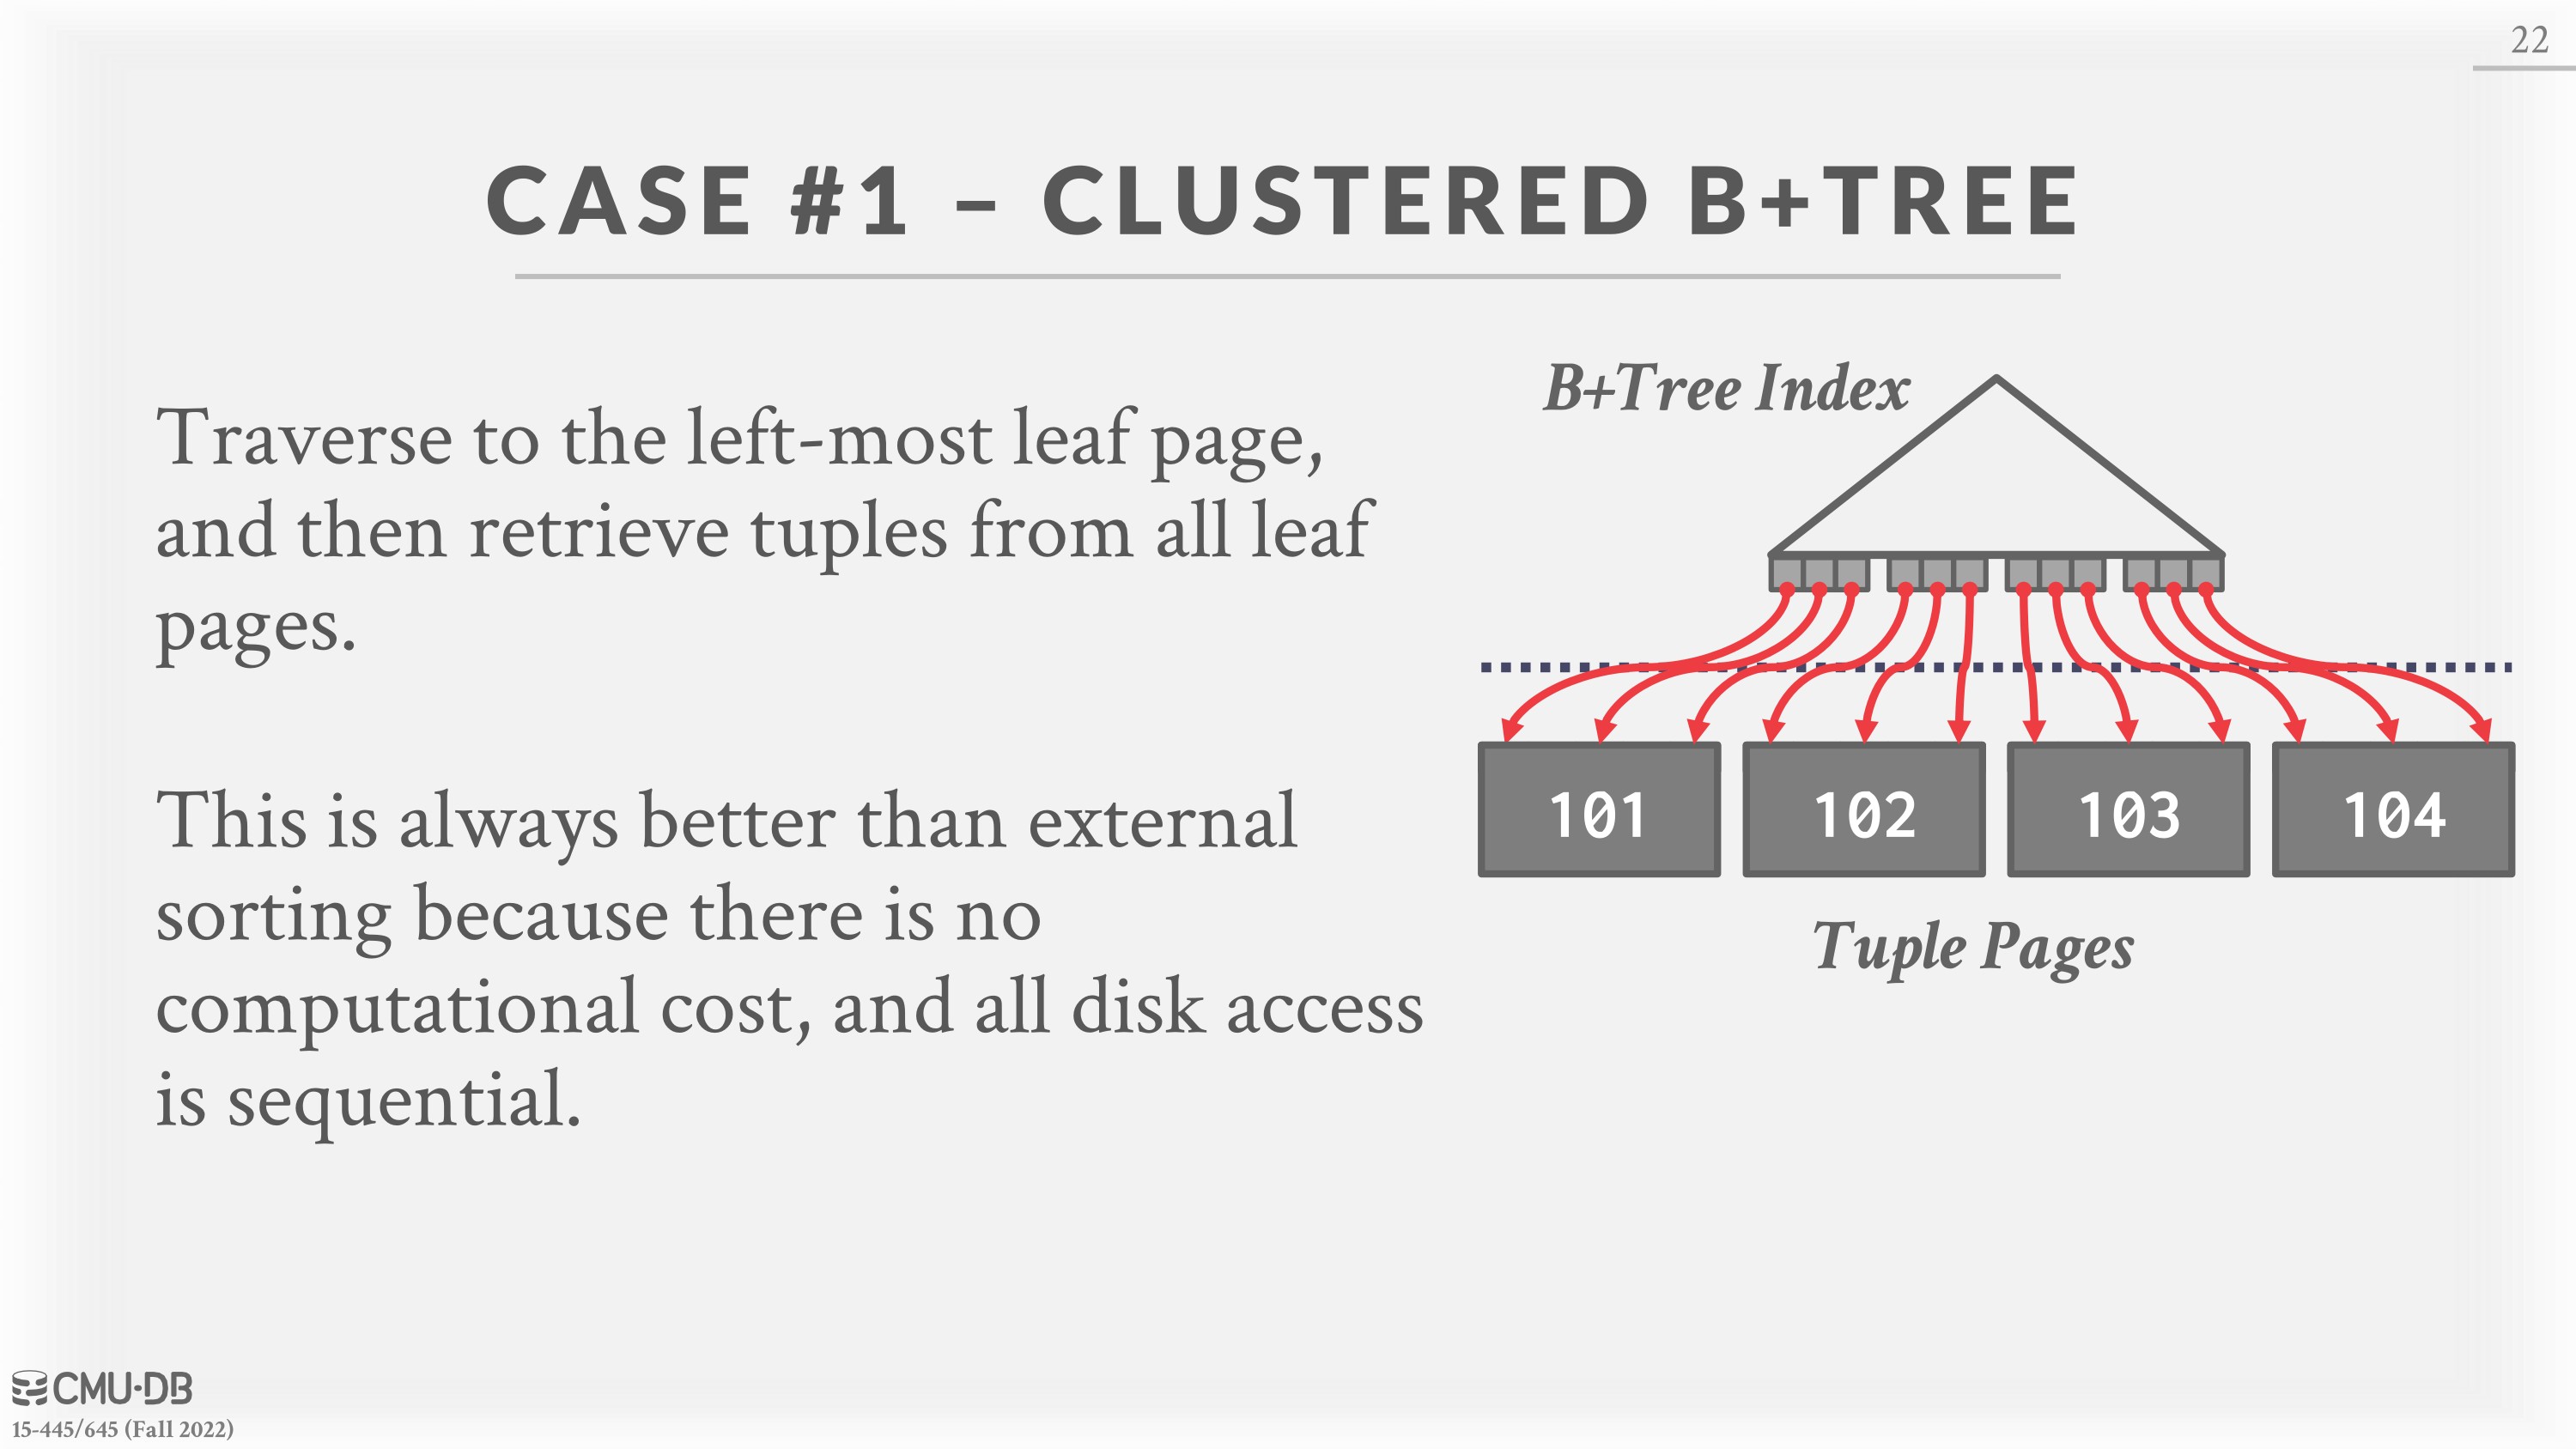 22
CASE #1 – CLUSTERED B+TREE
Traverse to the left-most leaf page,
and then retrieve tuples from all leaf
pages.
This is always better than external
sorting because there is no
computational cost, and all disk access
is sequential.
B+Tree Index
101 102 103 104
Tuple Pages
CMU·DB
15-445/645 (Fall 2022)